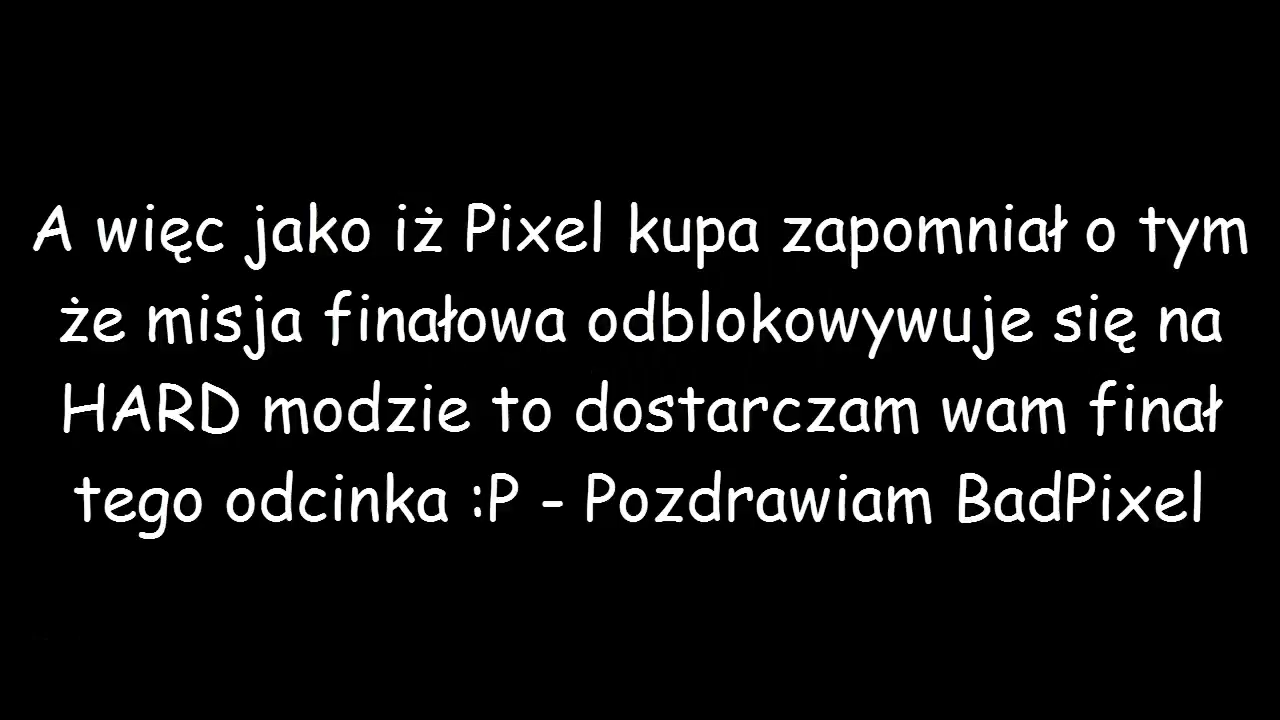 A więc jako iż Pixel kupa zapomniał o tym
że misja finałowa odblokowywuje się na
HARD modzie to dostarczam wam finał
tego odcinka :P - Pozdrawiam BadPixel